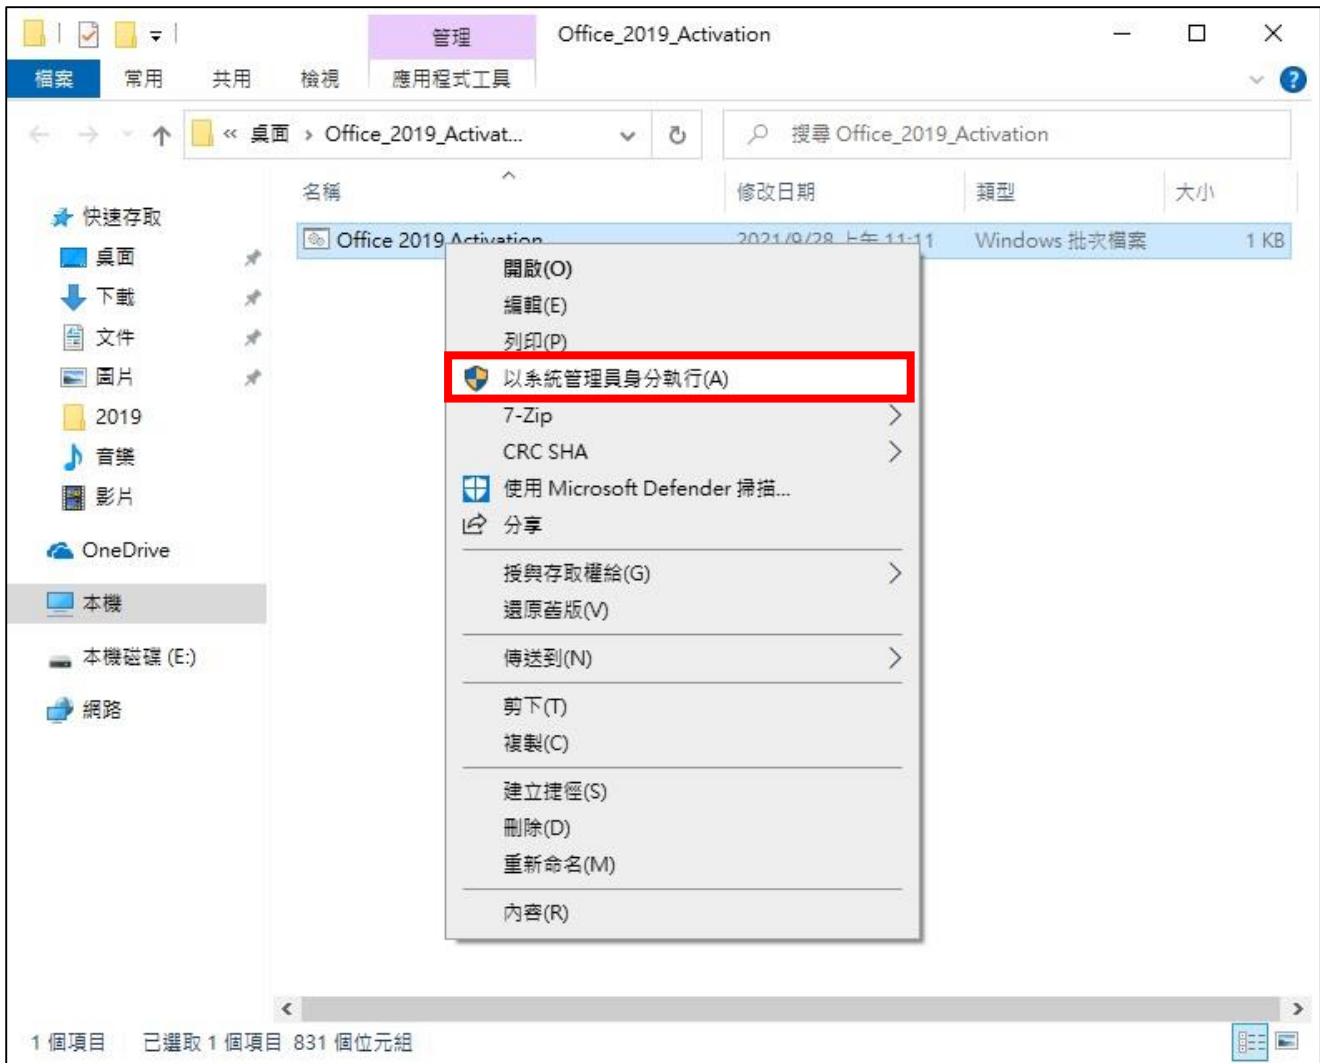 管理
Office_2019_Activation
檔案 常用 共用 檢視 應用程式工具
« 桌面 › Office_2019_Activat...
搜尋 Office_2019_Activation
名稱 修改日期 類型 大小
快速存取
桌面
下載
文件
圖片
2019
音樂
影片
OneDrive
本機
本機磁碟 (E:)
網路
Office 2019 Activation 2021/9/28 上午 11:11 Windows 批次檔案 1 KB
開啟(O)
編輯(E)
列印(P)
以系統管理員身分執行(A)
7-Zip
CRC SHA
使用 Microsoft Defender 掃描...
分享
授與存取權給(G)
還原舊版(V)
傳送到(N)
剪下(T)
複製(C)
建立捷徑(S)
刪除(D)
重新命名(M)
內容(R)
1 個項目 已選取 1 個項目 831 個位元組